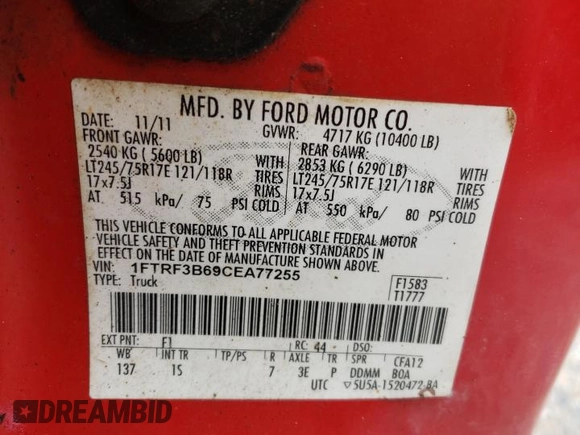 MFD. BY FORD MOTOR CO.
DATE: 11/11 GVWR: 4717 KG (10400 LB)
FRONT GAWR: REAR GAWR:
2540 KG ( 5600 LB) WITH 2853 KG ( 6290 LB) WITH
LT245/75R17E 121/118R TIRES LT245/75R17E 121/118R TIRES
17x7.5J RIMS 17x7.5J RIMS
AT 515 kPa/ 75 PSI COLD AT 550 kPa/ 80 PSI COLD
THIS VEHICLE CONFORMS TO ALL APPLICABLE FEDERAL MOTOR
VEHICLE SAFETY AND THEFT PREVENTION STANDARDS IN
EFFECT ON THE DATE OF MANUFACTURE SHOWN ABOVE.
VIN: 1FTRF3B69CEA77255 F1583
TYPE: Truck T1777
EXT PNT: F1 RC: 44 DSO:
WB INT TR TP/PS R AXLE TR SPR CFA12
137 1S 7 3E P DDMM BOA
UTC ▽5U5A-1520472-BA
DREAMBID